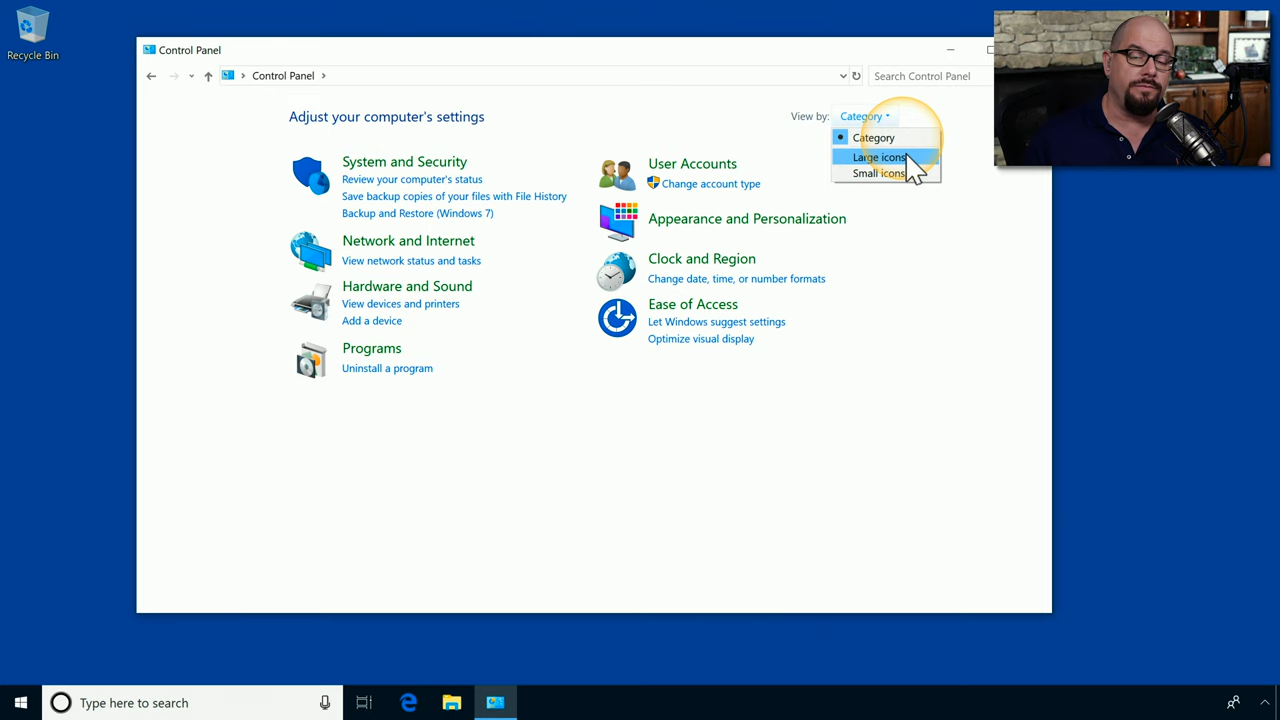 Recycle Bin
Control Panel
Control Panel
Search Control Panel
Adjust your computer's settings
View by: Category
Category
Large icons
Small icons
System and Security
Review your computer's status
Save backup copies of your files with File History
Backup and Restore (Windows 7)
Network and Internet
View network status and tasks
Hardware and Sound
View devices and printers
Add a device
Programs
Uninstall a program
User Accounts
Change account type
Appearance and Personalization
Clock and Region
Change date, time, or number formats
Ease of Access
Let Windows suggest settings
Optimize visual display
Type here to search